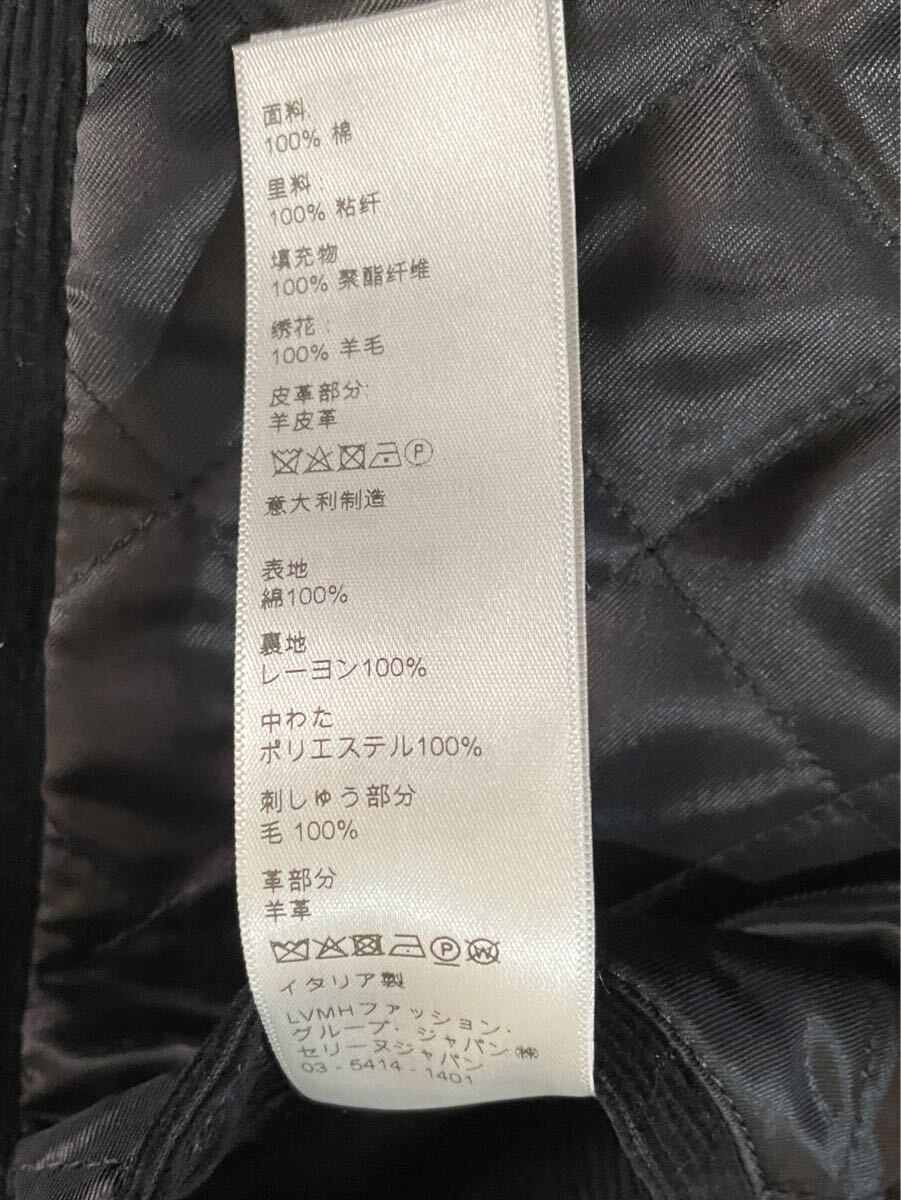 面料:
100% 棉
里料:
100% 粘纤
填充物
100% 聚酯纤维
绣花:
100% 羊毛
皮革部分:
羊皮革
P
意大利制造
表地
綿100%
裏地
レーヨン100%
中わた
ポリエステル100%
刺しゅう部分
毛 100%
革部分
羊革
P W
イタリア製
LVMHファッション・
グループ・ジャパン㈱
セリーヌジャパン
03 - 5414 - 1401